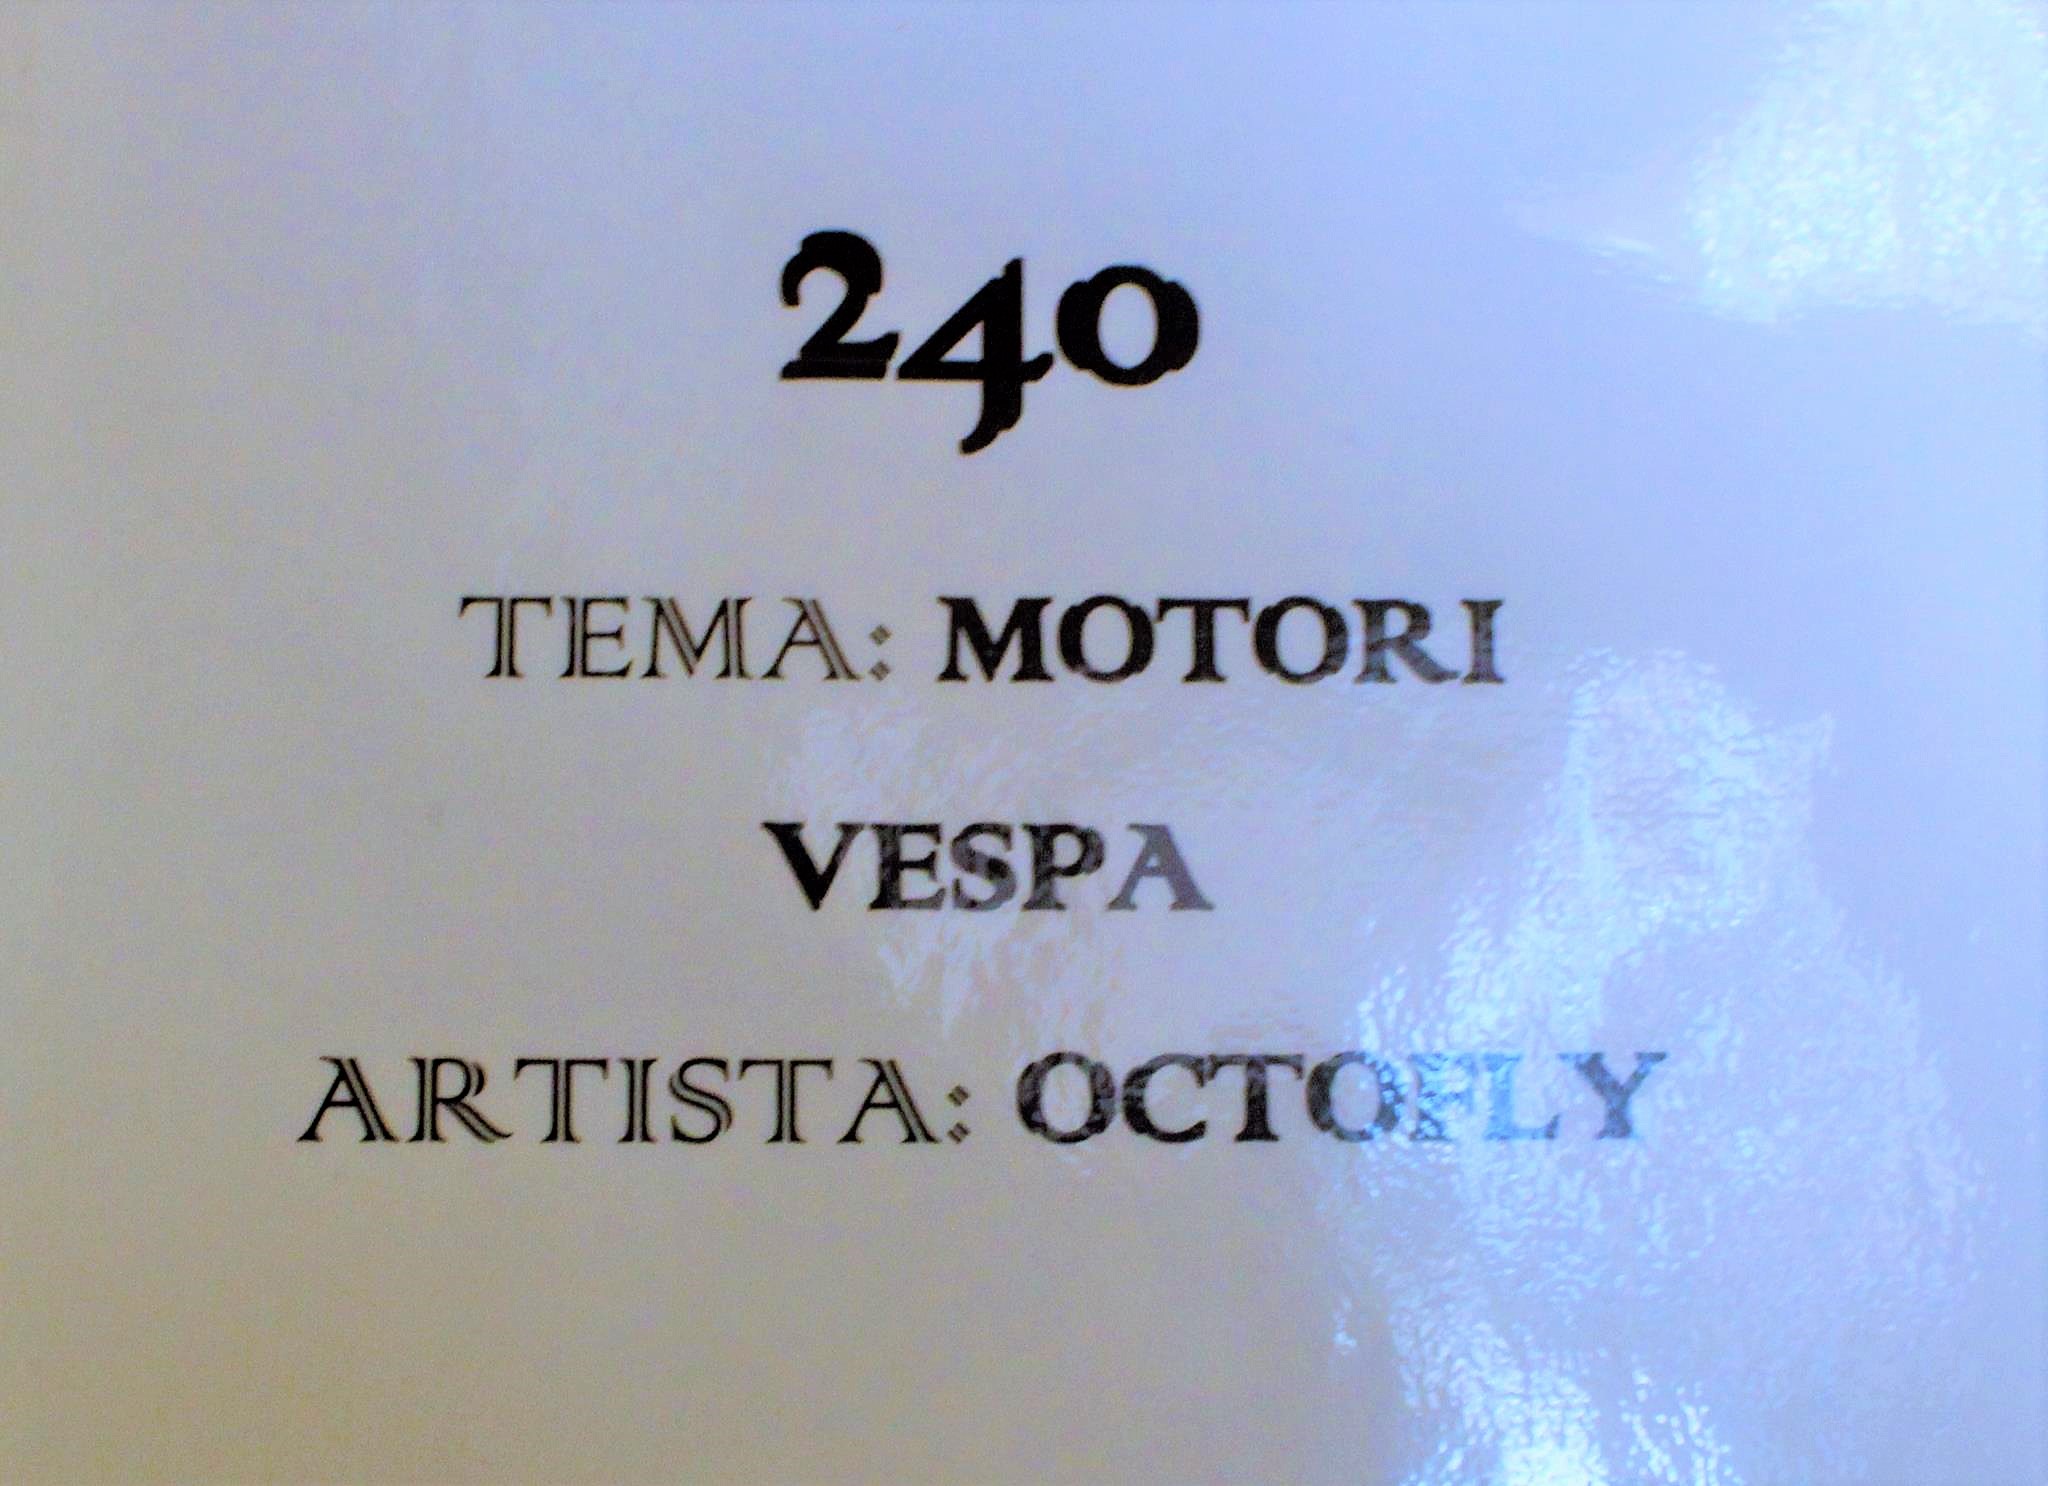 240
TEMA: MOTORI
VESPA
ARTISTA: OCTOFLY